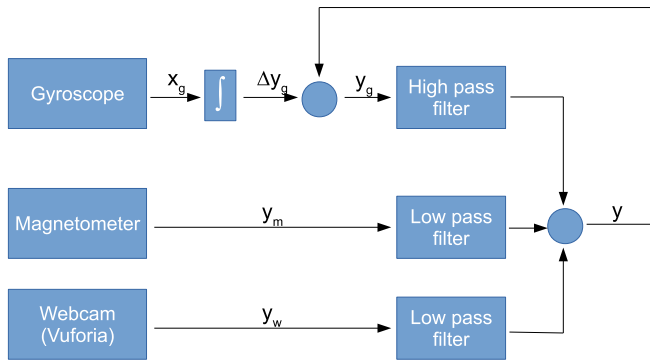 Gyroscope
x_g
∫
Δy_g
y_g
High pass
filter
Magnetometer
y_m
Low pass
filter
y
Webcam
(Vuforia)
y_w
Low pass
filter